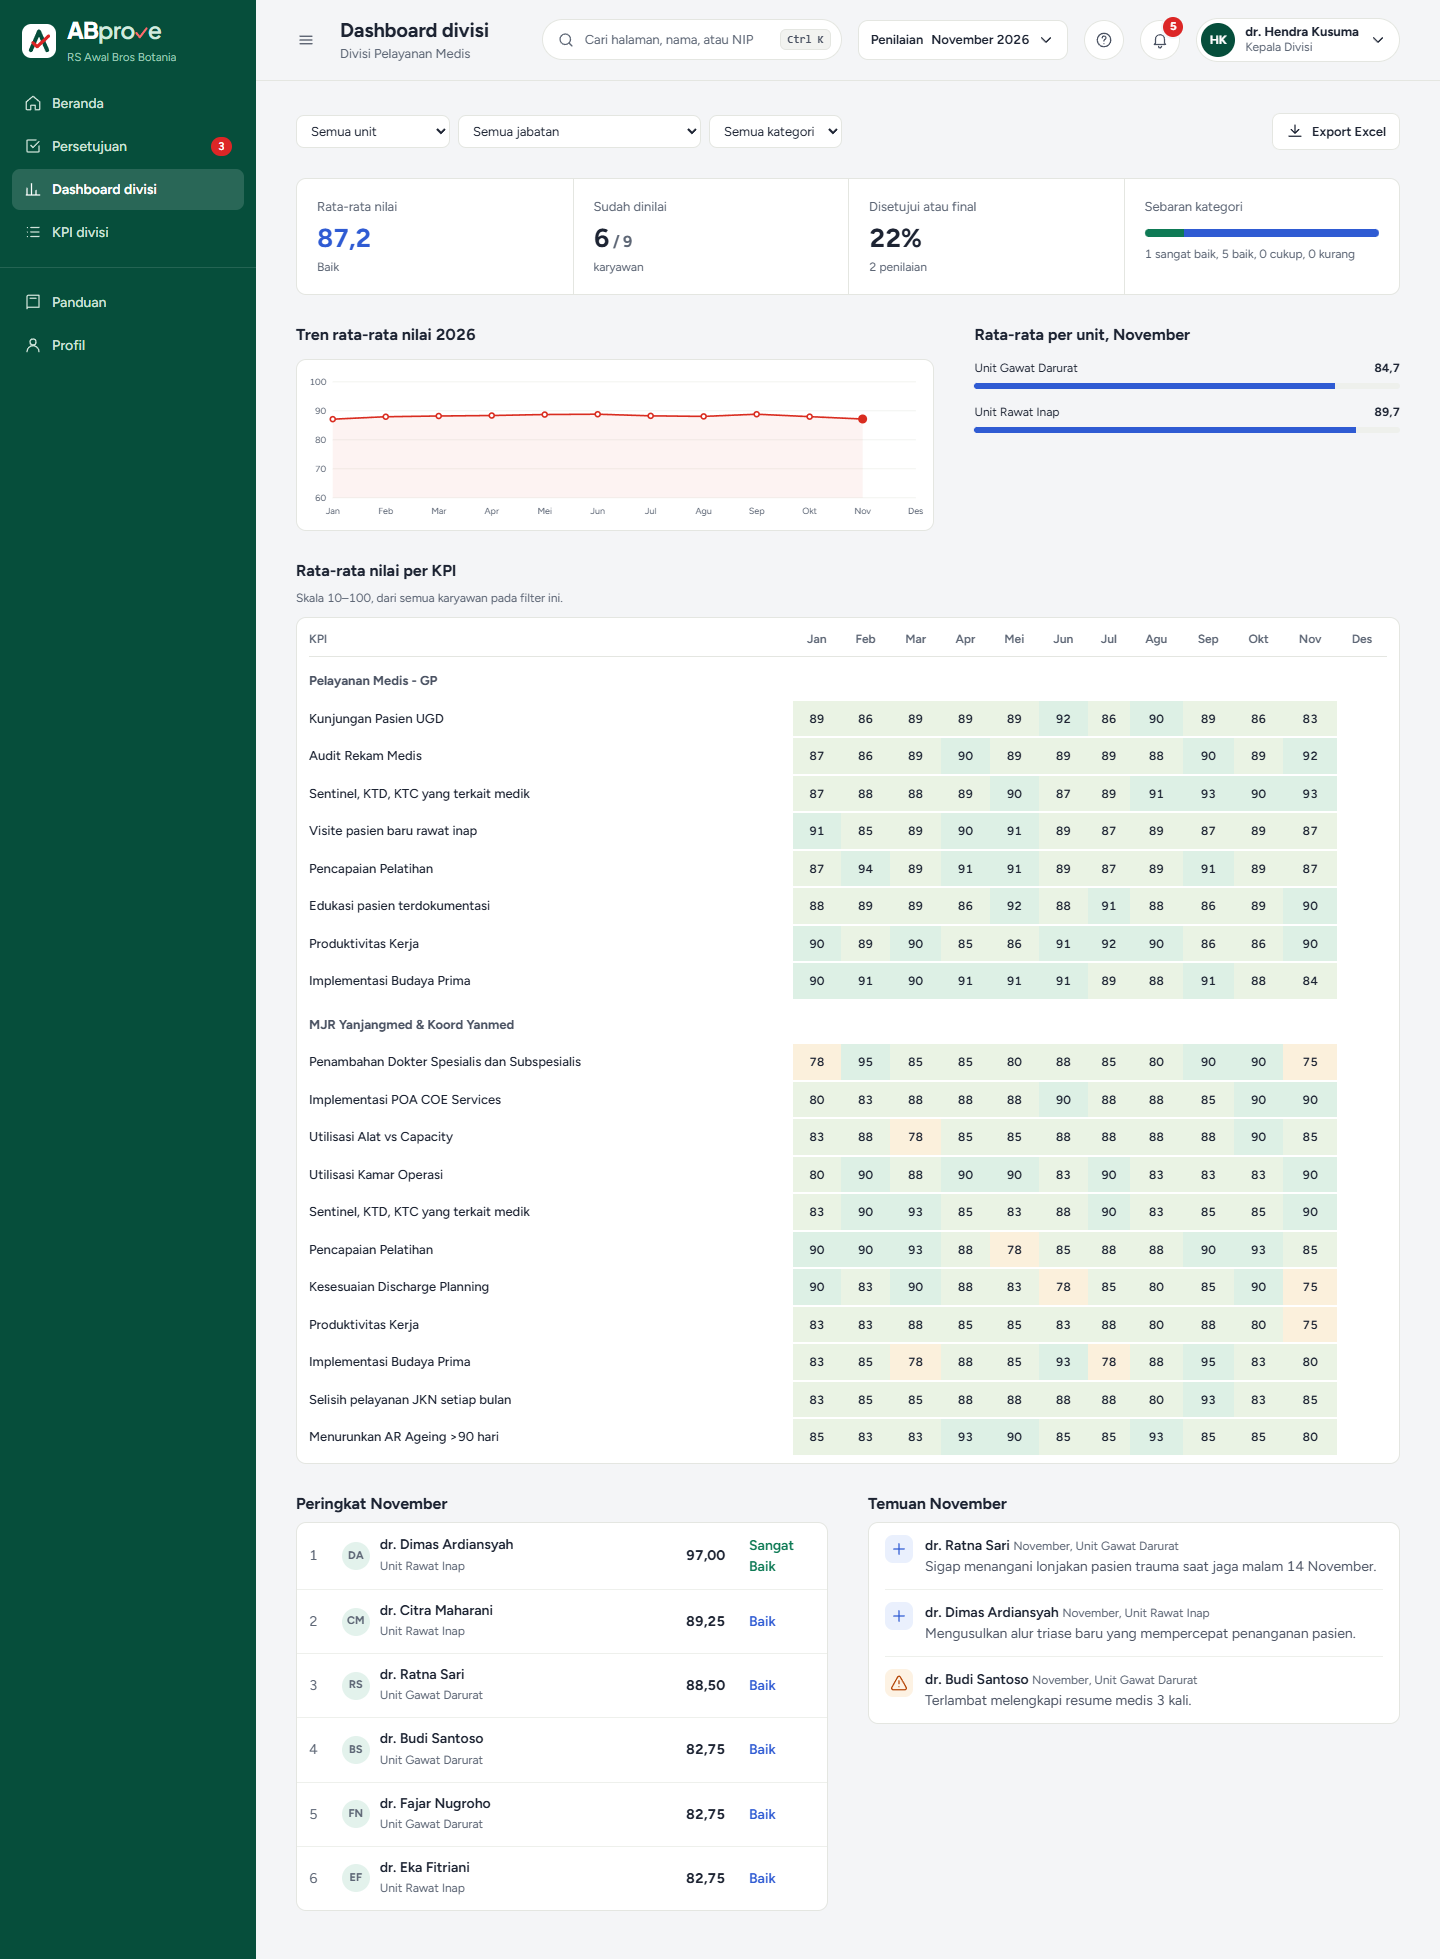 ABprove
RS Awal Bros Botania
Beranda
Persetujuan 3
Dashboard divisi
KPI divisi
Panduan
Profil
Dashboard divisi
Divisi Pelayanan Medis
Cari halaman, nama, atau NIP Ctrl K
Penilaian November 2026
5
HK
dr. Hendra Kusuma
Kepala Divisi
Semua unit
Semua jabatan
Semua kategori
Export Excel
Rata-rata nilai
87,2
Baik
Sudah dinilai
6 / 9
karyawan
Disetujui atau final
22%
2 penilaian
Sebaran kategori
1 sangat baik, 5 baik, 0 cukup, 0 kurang
Tren rata-rata nilai 2026
100
90
80
70
60
Jan Feb Mar Apr Mei Jun Jul Agu Sep Okt Nov Des
Rata-rata per unit, November
Unit Gawat Darurat 84,7
Unit Rawat Inap 89,7
Rata-rata nilai per KPI
Skala 10–100, dari semua karyawan pada filter ini.
KPI Jan Feb Mar Apr Mei Jun Jul Agu Sep Okt Nov Des
Pelayanan Medis - GP
Kunjungan Pasien UGD 89 86 89 89 89 92 86 90 89 86 83
Audit Rekam Medis 87 86 89 90 89 89 89 88 90 89 92
Sentinel, KTD, KTC yang terkait medik 87 88 88 89 90 87 89 91 93 90 93
Visite pasien baru rawat inap 91 85 89 90 91 89 87 89 87 89 87
Pencapaian Pelatihan 87 94 89 91 91 89 87 89 91 89 87
Edukasi pasien terdokumentasi 88 89 89 86 92 88 91 88 86 89 90
Produktivitas Kerja 90 89 90 85 86 91 92 90 86 86 90
Implementasi Budaya Prima 90 91 90 91 91 91 89 88 91 88 84
MJR Yanjangmed & Koord Yanmed
Penambahan Dokter Spesialis dan Subspesialis 78 95 85 85 80 88 85 80 90 90 75
Implementasi POA COE Services 80 83 88 88 88 90 88 88 85 90 90
Utilisasi Alat vs Capacity 83 88 78 85 85 88 88 88 88 90 85
Utilisasi Kamar Operasi 80 90 88 90 90 83 90 83 83 83 90
Sentinel, KTD, KTC yang terkait medik 83 90 93 85 83 88 90 83 85 85 90
Pencapaian Pelatihan 90 90 93 88 78 85 88 88 90 93 85
Kesesuaian Discharge Planning 90 83 90 88 83 78 85 80 85 90 75
Produktivitas Kerja 83 83 88 85 85 83 88 80 88 80 75
Implementasi Budaya Prima 83 85 78 88 85 93 78 88 95 83 80
Selisih pelayanan JKN setiap bulan 83 85 85 88 88 88 88 80 93 83 85
Menurunkan AR Ageing >90 hari 85 83 83 93 90 85 85 93 85 85 80
Peringkat November
1 DA dr. Dimas Ardiansyah 97,00 Sangat Baik
Unit Rawat Inap
2 CM dr. Citra Maharani 89,25 Baik
Unit Rawat Inap
3 RS dr. Ratna Sari 88,50 Baik
Unit Gawat Darurat
4 BS dr. Budi Santoso 82,75 Baik
Unit Gawat Darurat
5 FN dr. Fajar Nugroho 82,75 Baik
Unit Gawat Darurat
6 EF dr. Eka Fitriani 82,75 Baik
Unit Rawat Inap
Temuan November
dr. Ratna Sari November, Unit Gawat Darurat
Sigap menangani lonjakan pasien trauma saat jaga malam 14 November.
dr. Dimas Ardiansyah November, Unit Rawat Inap
Mengusulkan alur triase baru yang mempercepat penanganan pasien.
dr. Budi Santoso November, Unit Gawat Darurat
Terlambat melengkapi resume medis 3 kali.